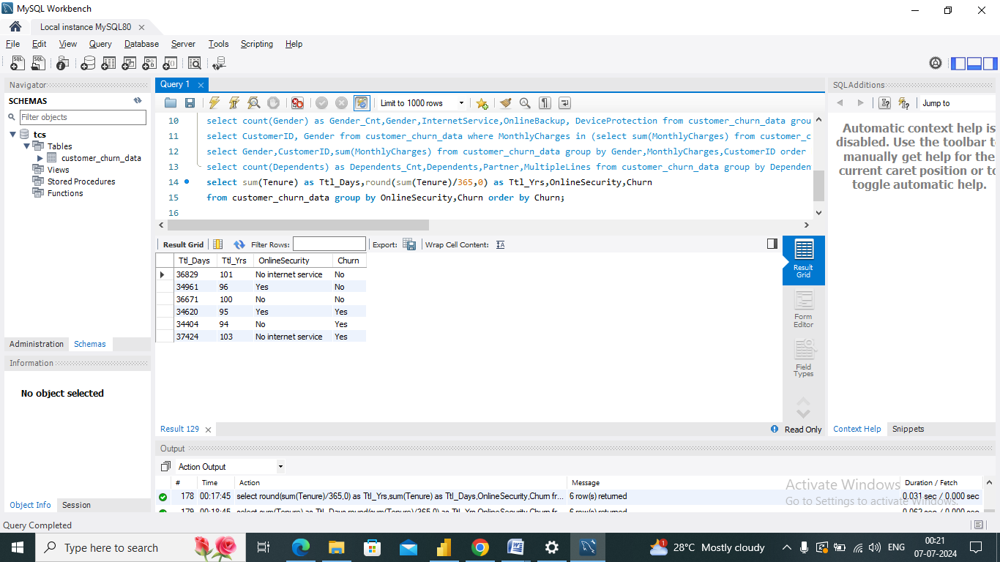 MySQL Workbench
Local instance MySQL80
File Edit View Query Database Server Tools Scripting Help
Navigator
SCHEMAS
Filter objects
tcs
Tables
customer_churn_data
Views
Stored Procedures
Functions
Administration Schemas
Information
No object selected
Object Info Session
Query 1
Limit to 1000 rows
10 select count(Gender) as Gender_Cnt,Gender,InternetService,OnlineBackup, DeviceProtection from customer_churn_data grou
11 select CustomerID, Gender from customer_churn_data where MonthlyCharges in (select sum(MonthlyCharges) from customer_c
12 select Gender,CustomerID,sum(MonthlyCharges) from customer_churn_data group by Gender,MonthlyCharges,CustomerID order
13 select count(Dependents) as Dependents_Cnt,Dependents,Partner,MultipleLines from customer_churn_data group by Dependen
14 select sum(Tenure) as Ttl_Days,round(sum(Tenure)/365,0) as Ttl_Yrs,OnlineSecurity,Churn
15 from customer_churn_data group by OnlineSecurity,Churn order by Churn;
16
Result Grid Filter Rows: Export: Wrap Cell Content:
Ttl_Days Ttl_Yrs OnlineSecurity Churn
36829 101 No internet service No
34961 96 Yes No
36671 100 No No
34620 95 Yes Yes
34404 94 No Yes
37424 103 No internet service Yes
Result
Grid
Form
Editor
Field
Types
Result 129
Read Only
SQLAdditions
Jump to
Automatic context help is
disabled. Use the toolbar t
manually get help for the
current caret position or to
toggle automatic help.
Context Help Snippets
Output
Action Output
# Time Action Message Duration / Fetch
178 00:17:45 select round(sum(Tenure)/365,0) as Ttl_Yrs,sum(Tenure) as Ttl_Days,OnlineSecurity,Churn fr... 6 row(s) returned 0.031 sec / 0.000 sec
179 00:18:45 select sum(Tenure) as Ttl_Days,round(sum(Tenure)/365,0) as Ttl_Yrs,OnlineSecurity,Churn fr... 6 row(s) returned 0.062 sec / 0.000 sec
Activate Windows
Go to Settings to activate Windows.
Query Completed
Type here to search
1
28°C Mostly cloudy
ENG
00:21
07-07-2024